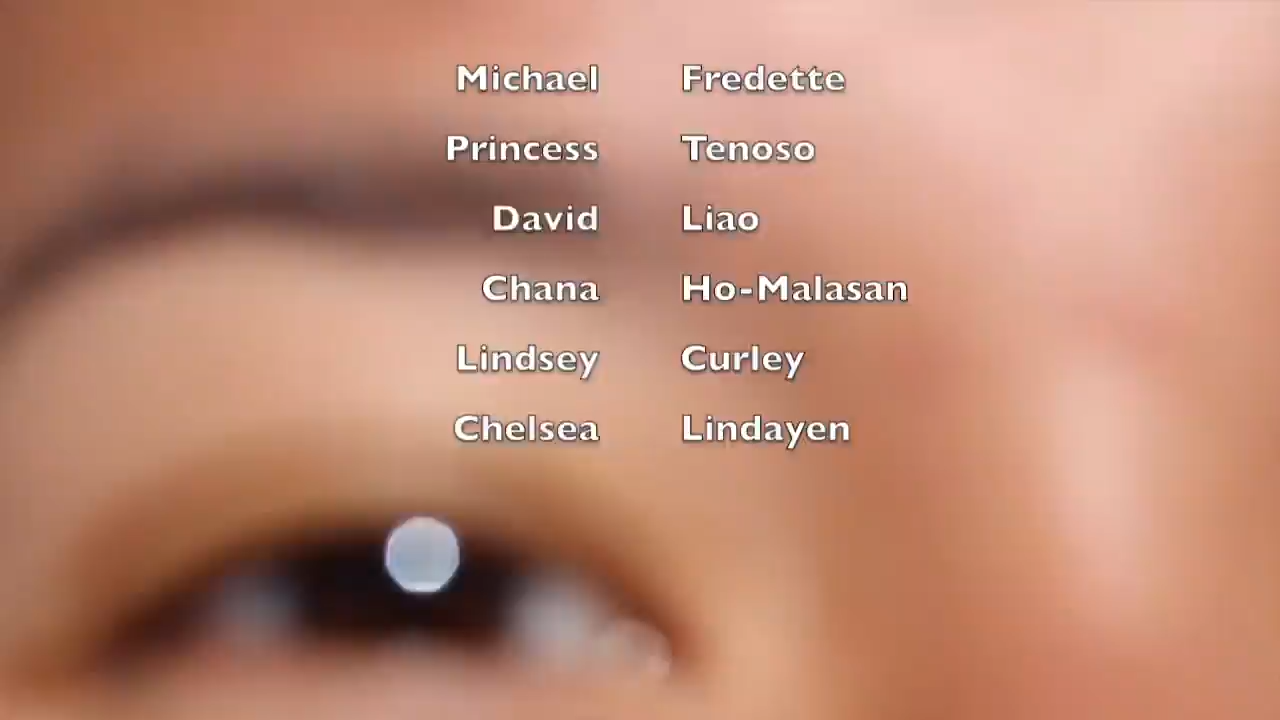 Michael Fredette
Princess Tenoso
David Liao
Chana Ho-Malasan
Lindsey Curley
Chelsea Lindayen